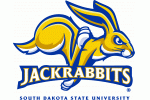 JACKRABBITS
SOUTH DAKOTA STATE UNIVERSITY